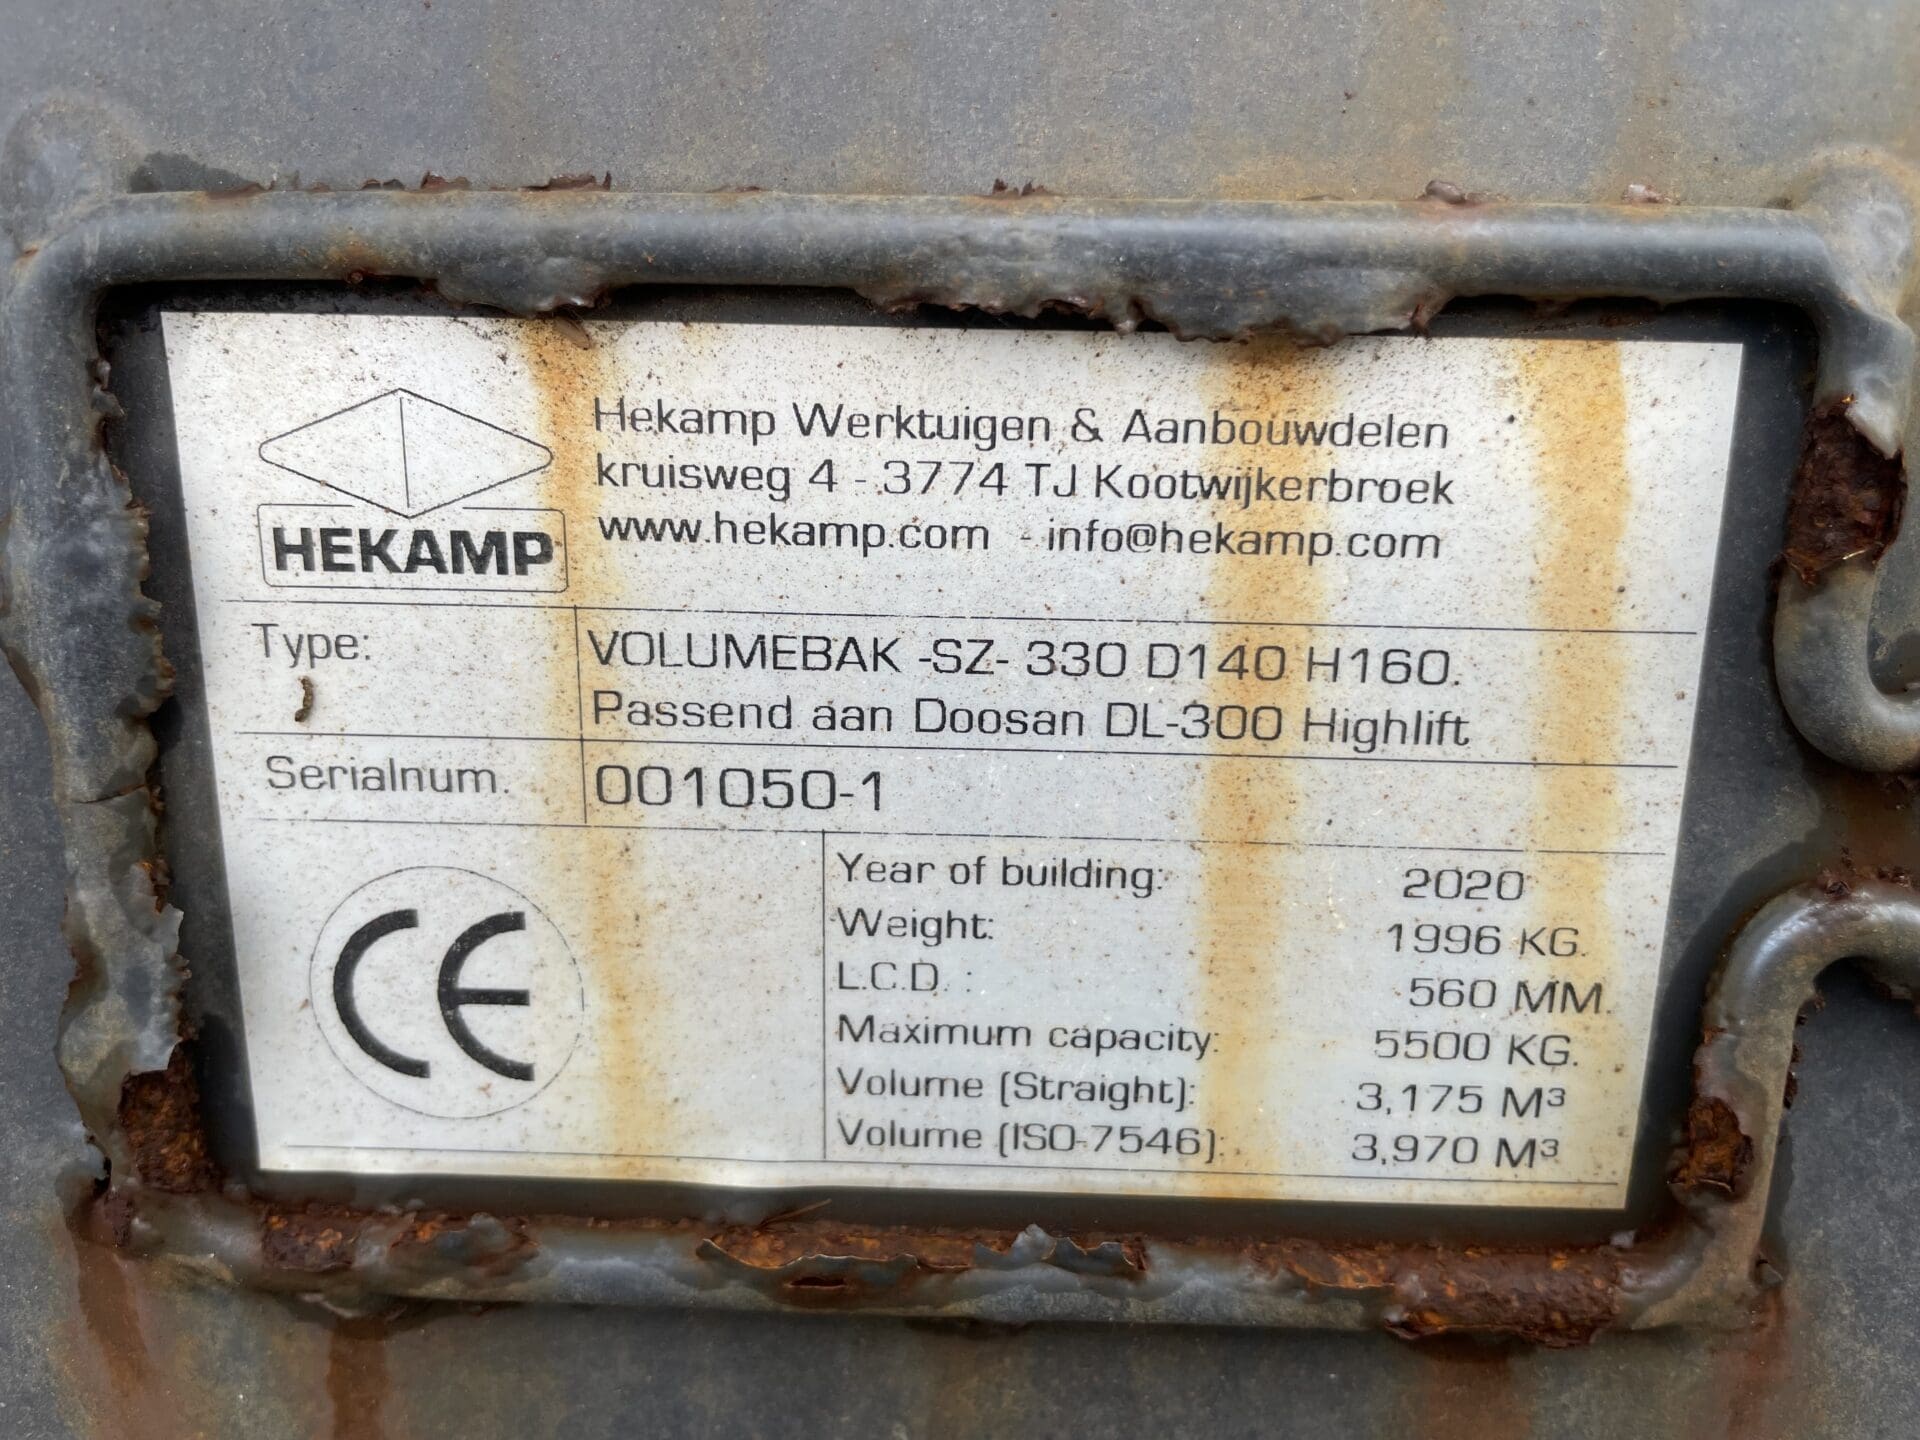 HEKAMP
Hekamp Werktuigen & Aanbouwdelen
kruisweg 4 - 3774 TJ Kootwijkerbroek
www.hekamp.com - info@hekamp.com
Type: VOLUMEBAK -SZ- 330 D140 H160.
Passend aan Doosan DL-300 Highlift
Serialnum. 001050-1
CE
Year of building: 2020
Weight: 1996 KG.
L.C.D. : 560 MM.
Maximum capacity: 5500 KG.
Volume (Straight): 3,175 M³
Volume (ISO-7546): 3,970 M³